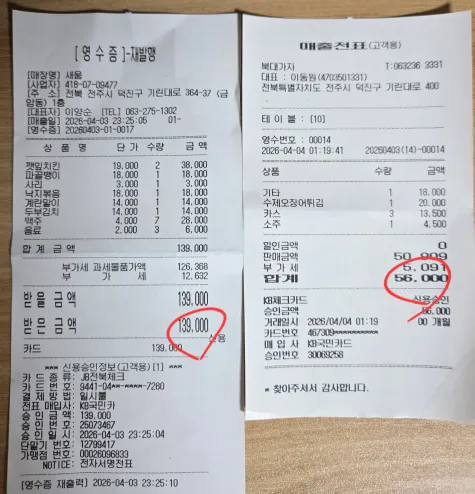 [ 영 수 증 ]-재발행
[매장명] 새움
[사업자] 418-07-09477
[주 소] 전북 전주시 덕진구 기린대로 364-37 (금암동) 1층
[대표자] 이양순 [TEL] 063-275-1302
[매출일] 2026-04-03 23:25:05 01-
[영수증] 20260403-01-0017
상 품 명 단 가 수량 금 액
깻잎치킨 19,000 2 38,000
파골뱅이 18,000 1 18,000
사리 3,000 1 3,000
낙지볶음 18,000 1 18,000
계란말이 14,000 1 14,000
두부김치 14,000 1 14,000
맥주 4,000 7 28,000
음료 2,000 3 6,000
합 계 금 액 139,000
부가세 과세물품가액 126,368
부 가 세 12,632
받을 금액 139,000
받은 금액 139,000
신용
카드 139,000
*** 신용승인정보(고객용) [1] ***
카 드 종 류: JB전북체크
카 드 번 호: 9441-04**-****-7280
결 제 방 법: 일시불
전표 매입사: KB국민카
승 인 금 액: 139,000
승 인 번 호: 25073467
승 인 일 시: 2026-04-03 23:25:04
단말기 번호: 12799417
가맹점 번호: 00026096833
NOTICE: 전자서명전표
[영수증 재출력] 2026-04-03 23:25:10
매출전표(고객용)
북대가자 T:063236 3331
대표 : 이동원(4703501331)
전북특별자치도 전주시 덕진구 기린대로 400
테 이 블 : [10]
영수번호 : 00014
2026-04-04 01:19:41 20260403(14)-00014
상품 수량 금액
기타 1 18,000
수제오징어튀김 1 20,000
카스 3 13,500
소주 1 4,500
할인금액 0
판매금액 50,909
부 가 세 5,091
합계 56,000
KB체크카드 신용승인
승인금액 56,000
거래일시 2026/04/04 01:19 00 개월
카드번호 467309**********
매 입 사 KB국민카드
승인번호 30069258
* 찾아주셔서 감사합니다.